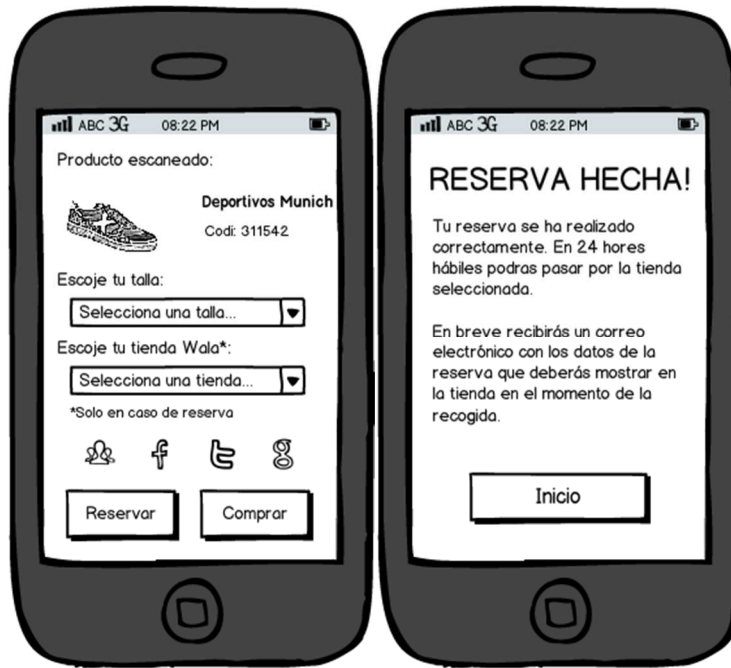 ABC 3G 08:22 PM
Producto escaneado:
Deportivos Munich
Codi: 311542
Escoje tu talla:
Selecciona una talla...
Escoje tu tienda Wala*:
Selecciona una tienda...
*Solo en caso de reserva
Reservar Comprar
ABC 3G 08:22 PM
RESERVA HECHA!
Tu reserva se ha realizado
correctamente. En 24 hores
hábiles podras pasar por la tienda
seleccionada.
En breve recibirás un correo
electrónico con los datos de la
reserva que deberás mostrar en
la tienda en el momento de la
recogida.
Inicio